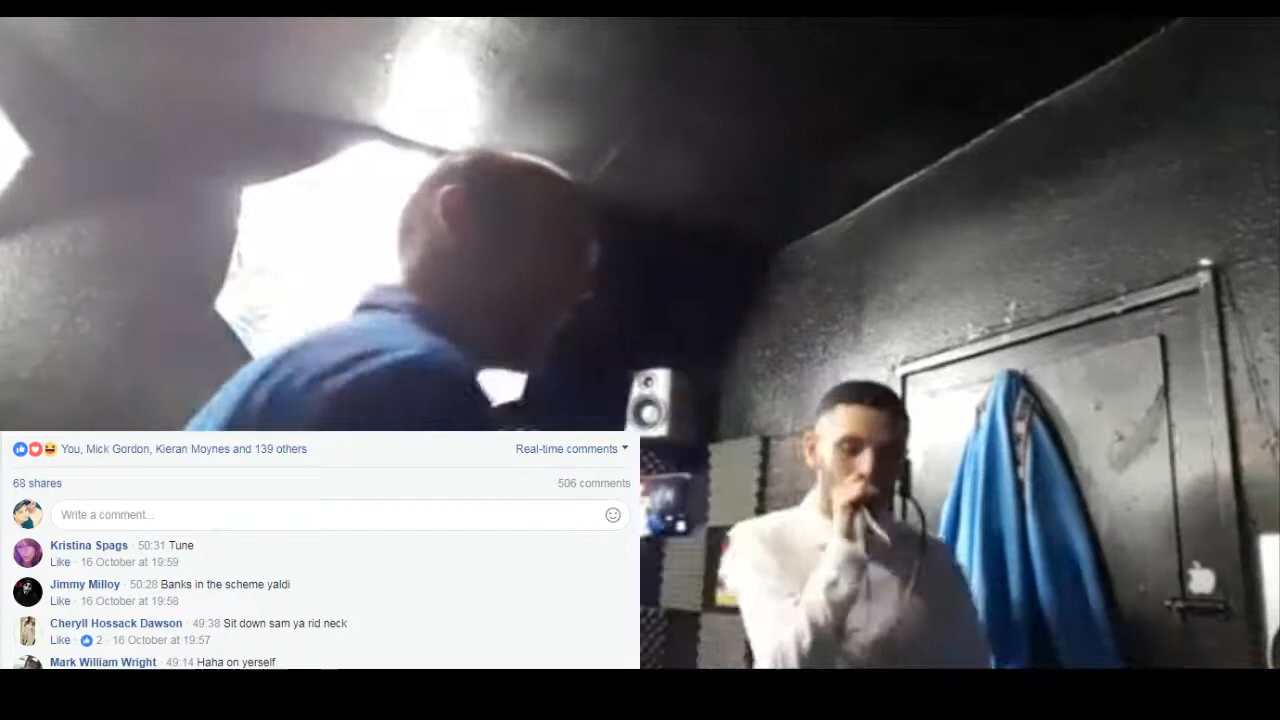 You, Mick Gordon, Kieran Moynes and 139 others Real-time comments
68 shares 506 comments
Write a comment...
Kristina Spags · 50:31 Tune
Like · 16 October at 19:59
Jimmy Milloy · 50:28 Banks in the scheme yaldi
Like · 16 October at 19:58
Cheryll Hossack Dawson · 49:38 Sit down sam ya rid neck
Like · 2 · 16 October at 19:57
Mark William Wright · 49:14 Haha on yerself